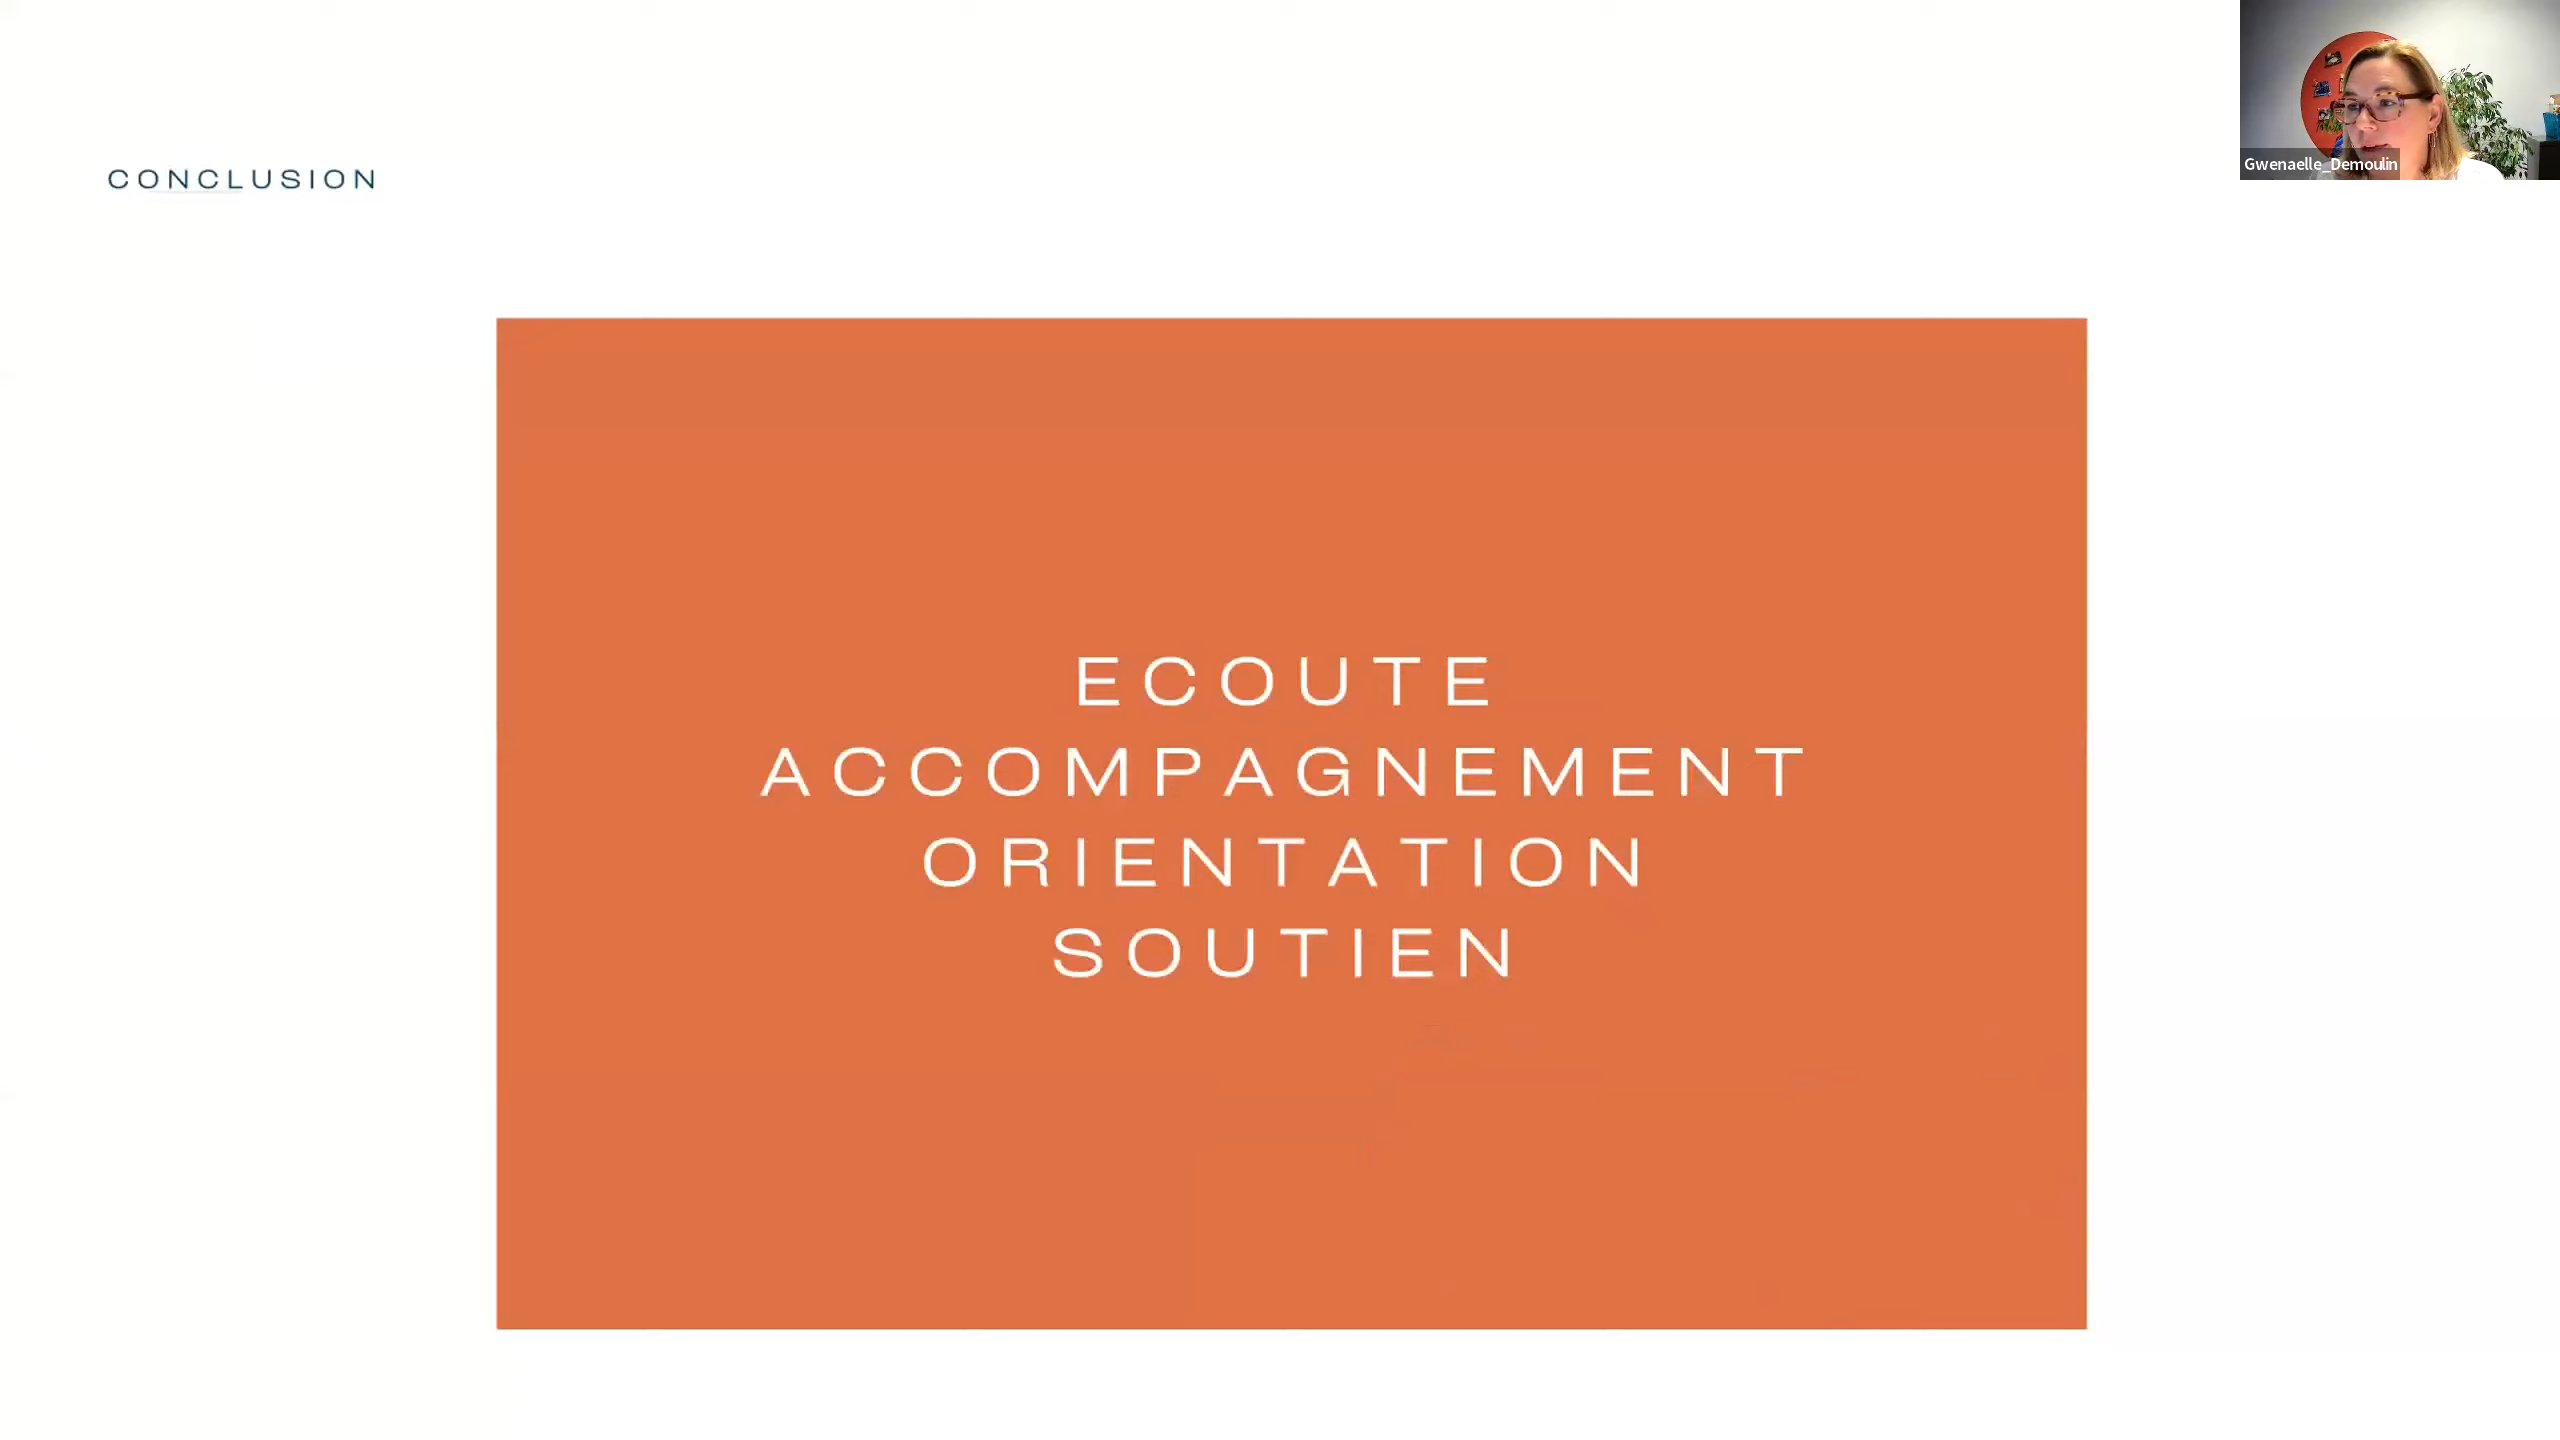 CONCLUSION
Gwenaelle_Demoulin
ECOUTE
ACCOMPAGNEMENT
ORIENTATION
SOUTIEN